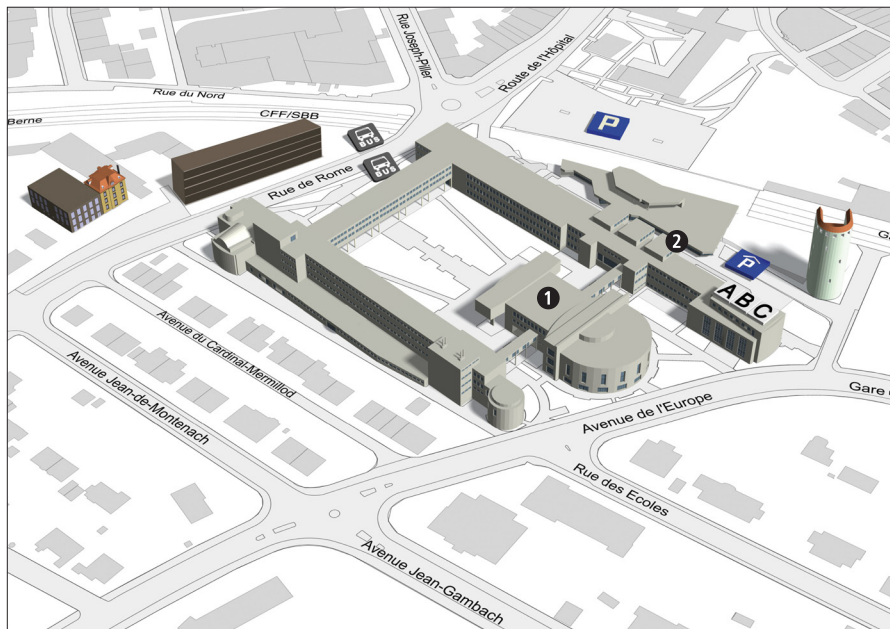 Rue Joseph-Piller
Route de l'Hôpital
Rue du Nord
CFF/SBB
Berne
P
BUS
BUS
Rue de Rome
2
P
1
A B C
Avenue du Cardinal-Mermillod
Avenue Jean-de-Montenach
Avenue de l'Europe
Gare
Rue des Ecoles
Avenue Jean-Gambach